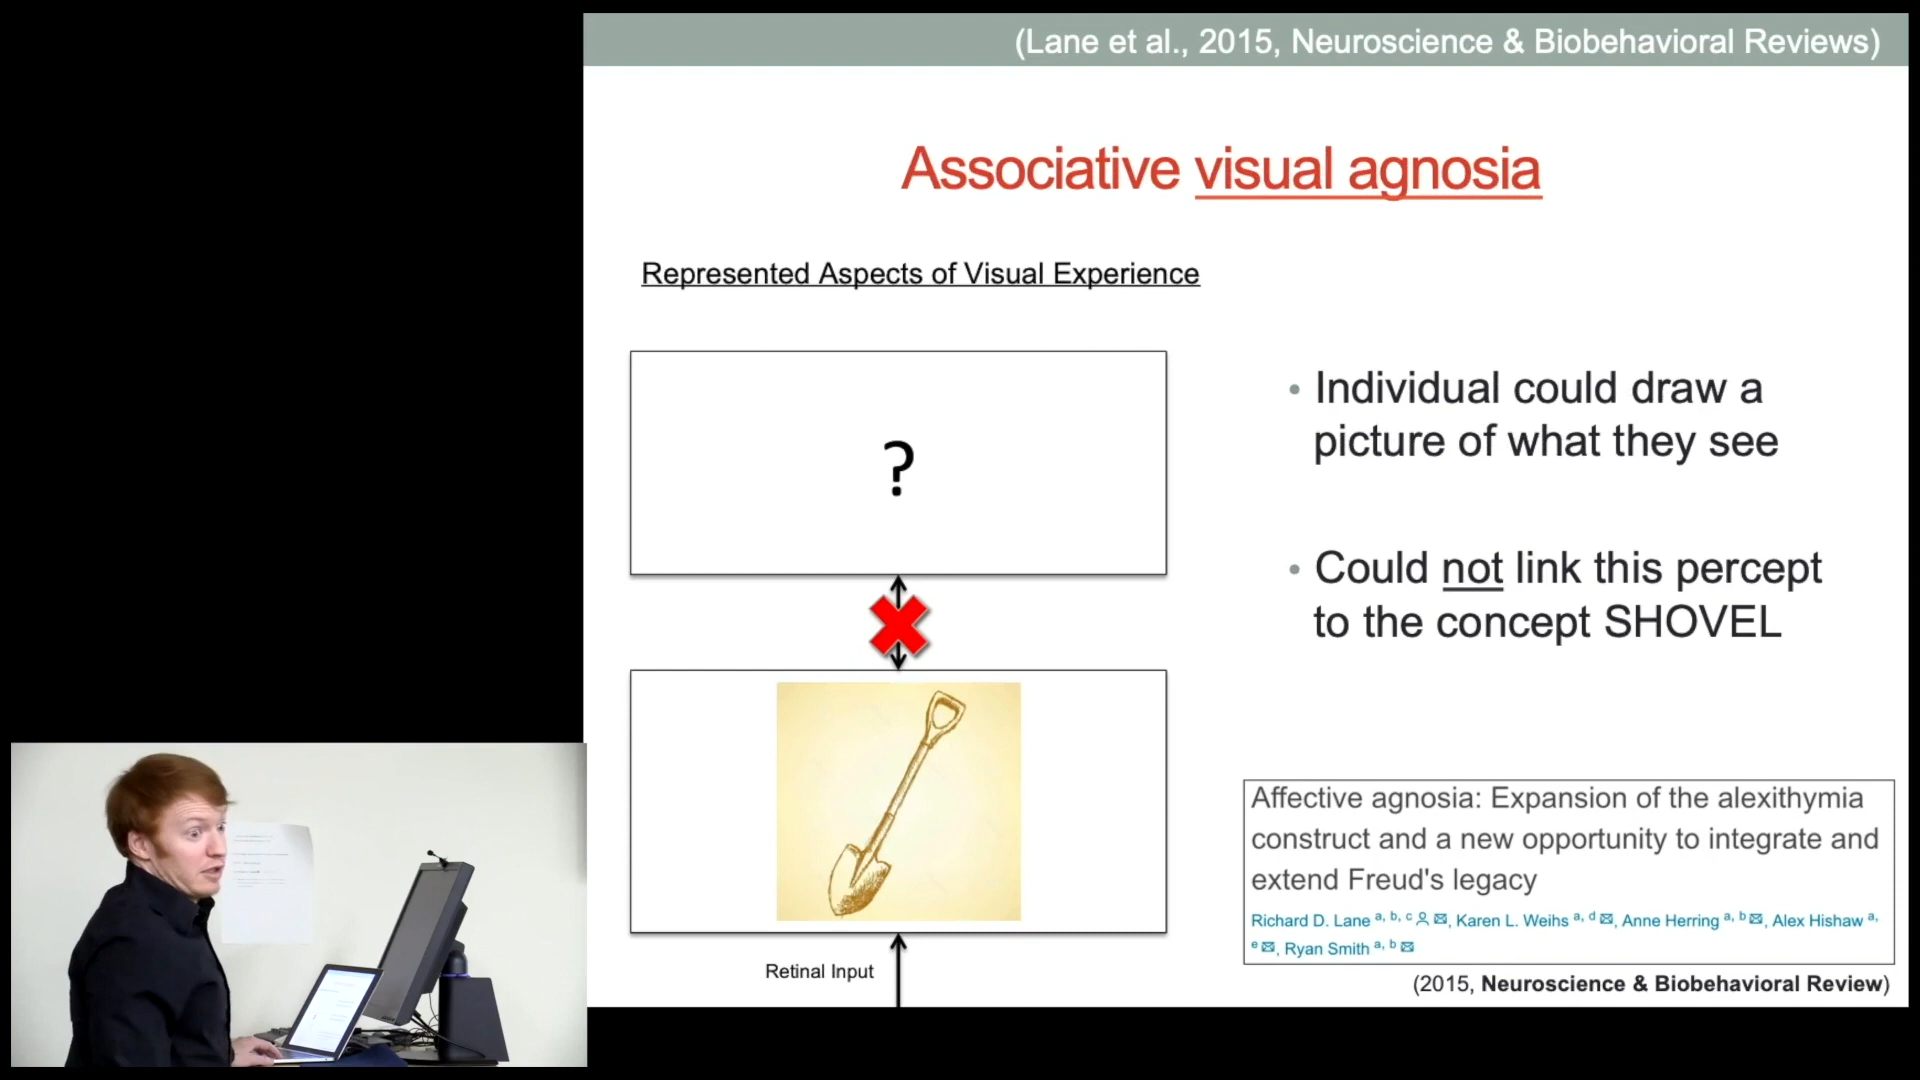 (Lane et al., 2015, Neuroscience & Biobehavioral Reviews)
Associative visual agnosia
Represented Aspects of Visual Experience
?
• Individual could draw a
picture of what they see
• Could not link this percept
to the concept SHOVEL
Retinal Input
Affective agnosia: Expansion of the alexithymia
construct and a new opportunity to integrate and
extend Freud's legacy
Richard D. Lane a, b, c, Karen L. Weihs a, d, Anne Herring a, b, Alex Hishaw a,
e, Ryan Smith a, b
(2015, Neuroscience & Biobehavioral Review)